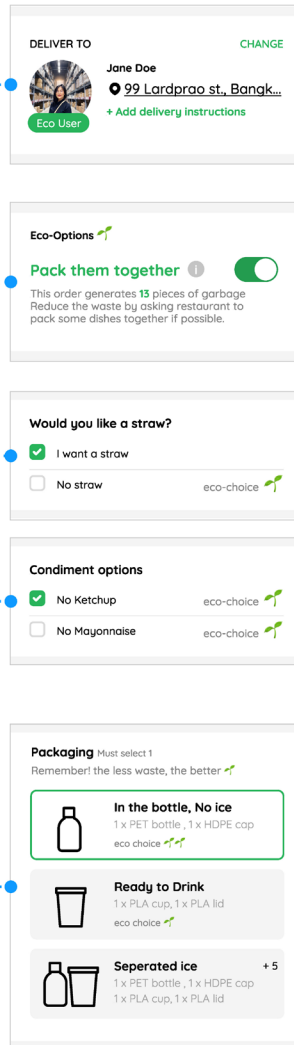 DELIVER TO CHANGE
Jane Doe
99 Lardprao st., Bangk...
+ Add delivery instructions
Eco User
Eco-Options
Pack them together i
This order generates 13 pieces of garbage
Reduce the waste by asking restaurant to
pack some dishes together if possible.
Would you like a straw?
I want a straw
No straw eco-choice
Condiment options
No Ketchup eco-choice
No Mayonnaise eco-choice
Packaging Must select 1
Remember! the less waste, the better
In the bottle, No ice
1 x PET bottle , 1 x HDPE cap
eco choice
Ready to Drink
1 x PLA cup, 1 x PLA lid
eco choice
Seperated ice + 5
1 x PET bottle , 1 x HDPE cap
1 x PLA cup, 1 x PLA lid